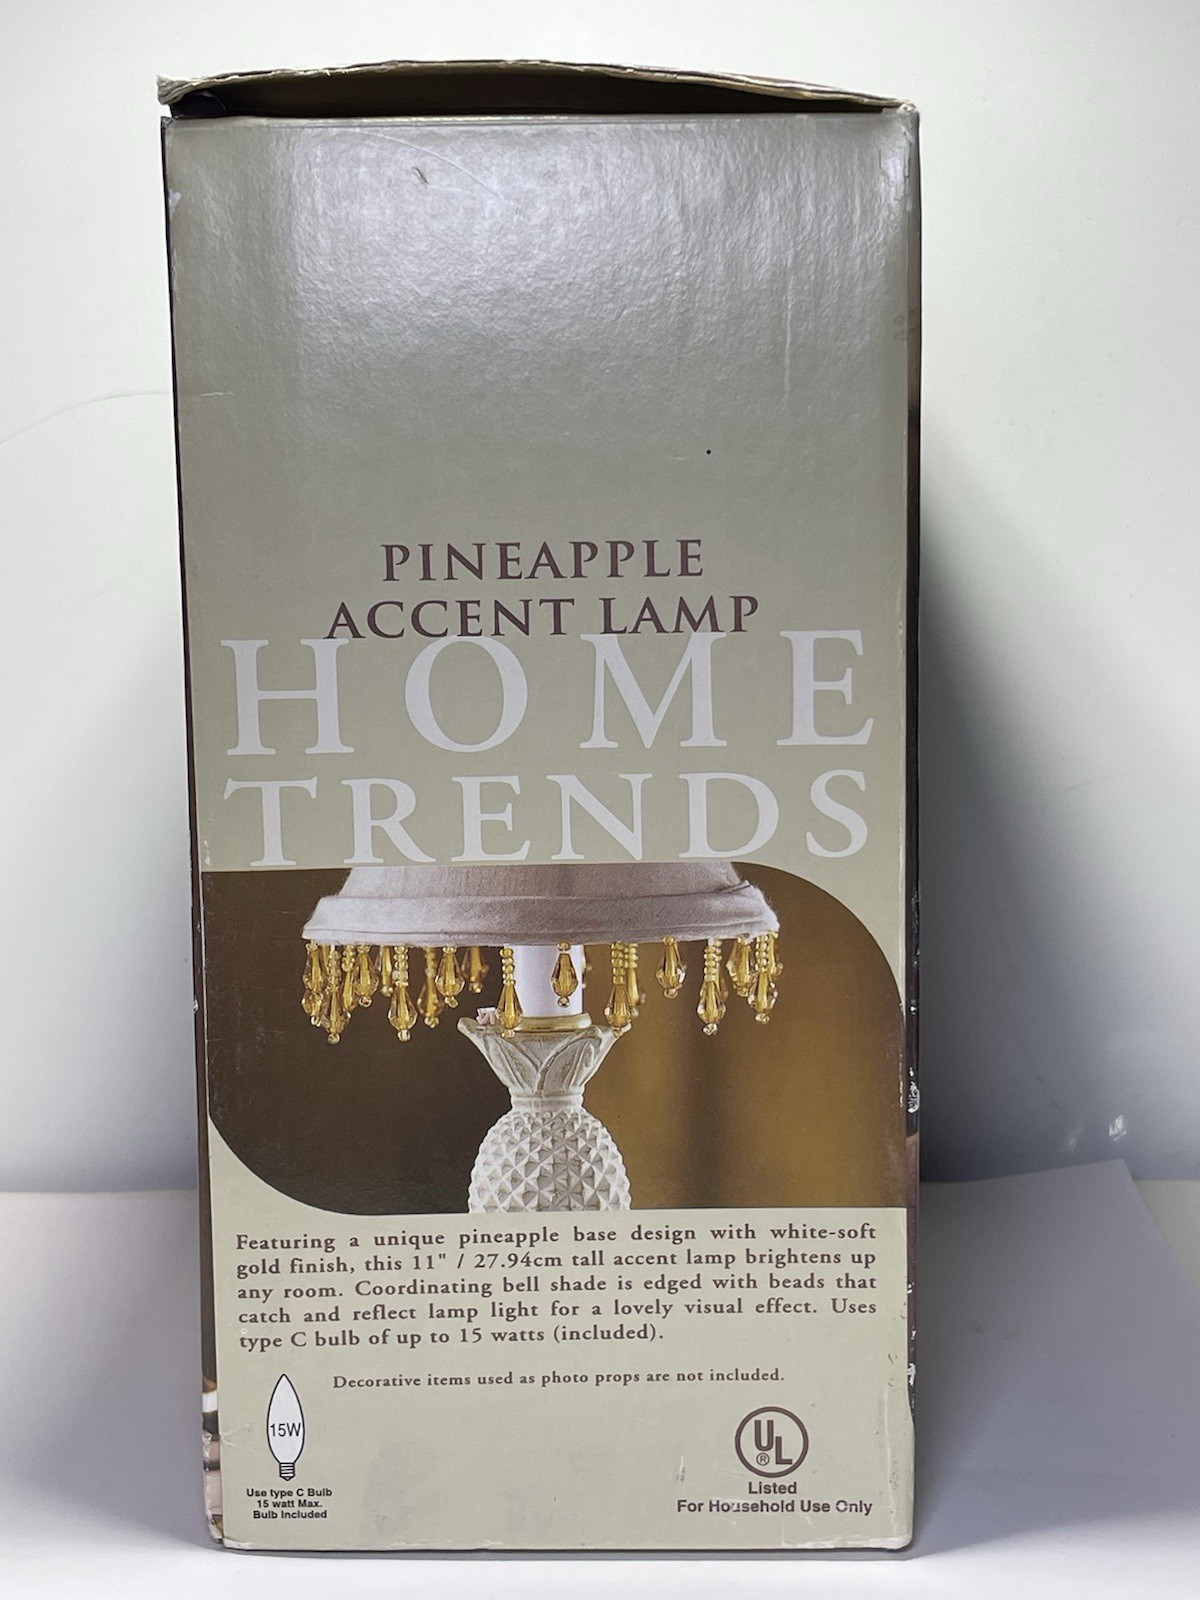 PINEAPPLE
ACCENT LAMP
HOME
TRENDS
Featuring a unique pineapple base design with white-soft
gold finish, this 11" / 27.94cm tall accent lamp brightens up
any room. Coordinating bell shade is edged with beads that
catch and reflect lamp light for a lovely visual effect. Uses
type C bulb of up to 15 watts (included).
Decorative items used as photo props are not included.
15W
Use type C Bulb
15 watt Max.
Bulb Included
UL
®
Listed
For Household Use Only